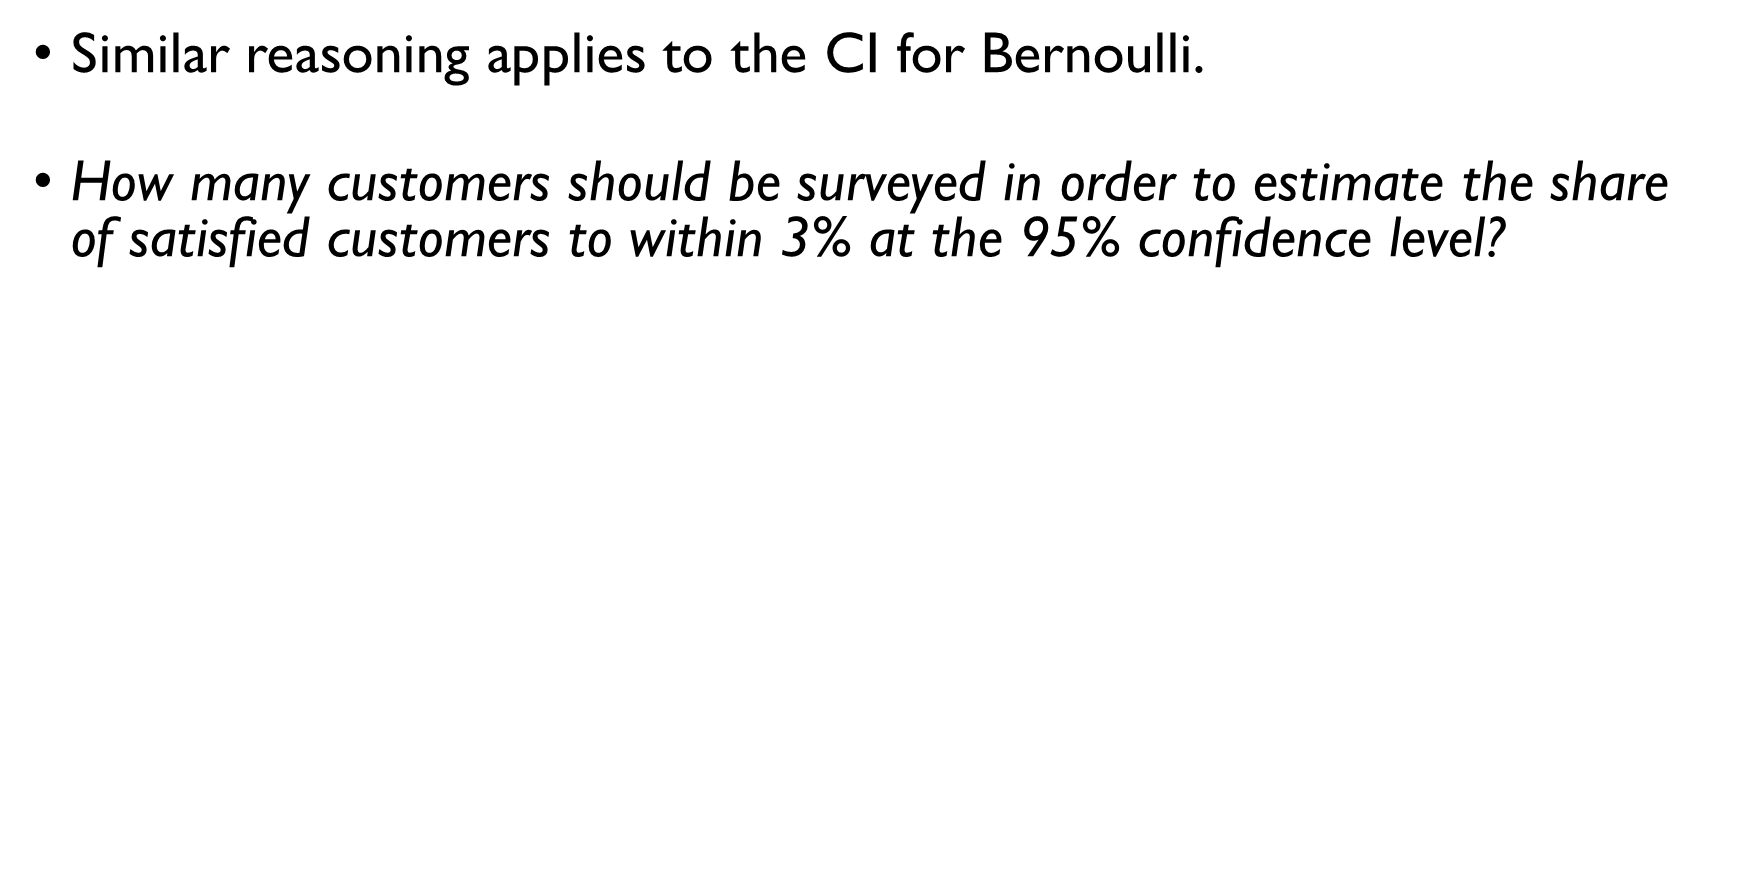 • Similar reasoning applies to the CI for Bernoulli.
• How many customers should be surveyed in order to estimate the share
of satisfied customers to within 3% at the 95% confidence level?